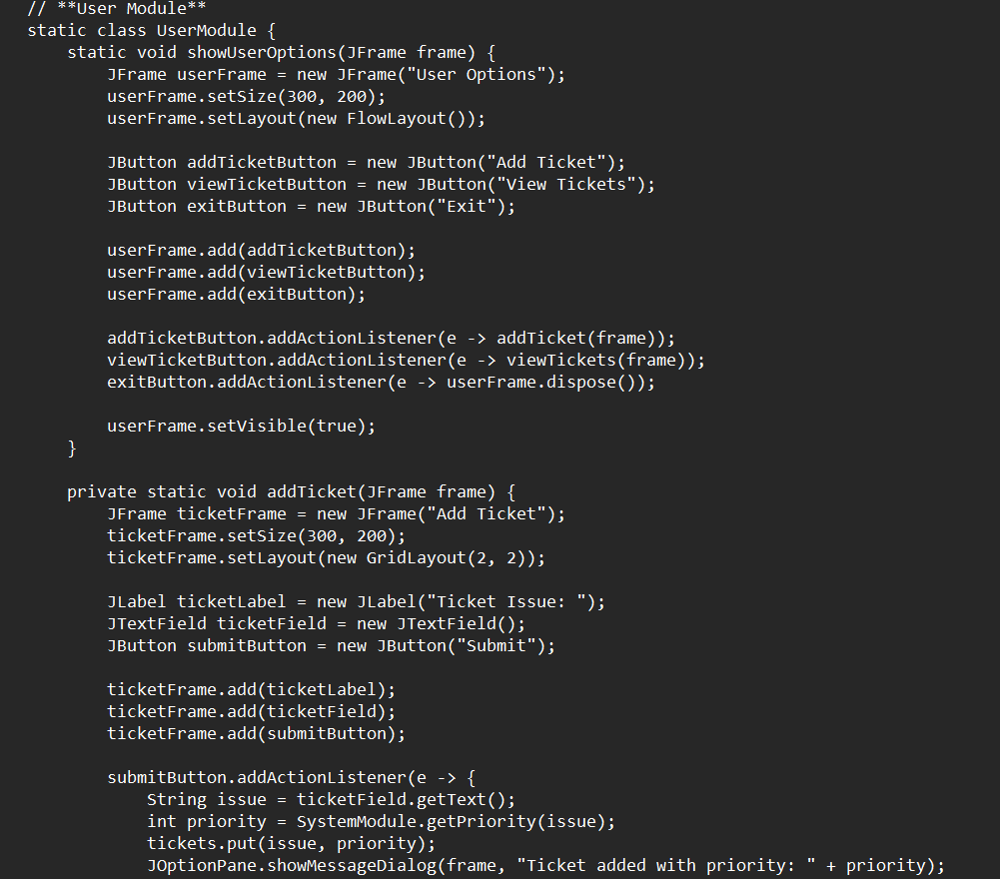 // **User Module**
static class UserModule {
    static void showUserOptions(JFrame frame) {
        JFrame userFrame = new JFrame("User Options");
        userFrame.setSize(300, 200);
        userFrame.setLayout(new FlowLayout());

        JButton addTicketButton = new JButton("Add Ticket");
        JButton viewTicketButton = new JButton("View Tickets");
        JButton exitButton = new JButton("Exit");

        userFrame.add(addTicketButton);
        userFrame.add(viewTicketButton);
        userFrame.add(exitButton);

        addTicketButton.addActionListener(e -> addTicket(frame));
        viewTicketButton.addActionListener(e -> viewTickets(frame));
        exitButton.addActionListener(e -> userFrame.dispose());

        userFrame.setVisible(true);
    }

    private static void addTicket(JFrame frame) {
        JFrame ticketFrame = new JFrame("Add Ticket");
        ticketFrame.setSize(300, 200);
        ticketFrame.setLayout(new GridLayout(2, 2));

        JLabel ticketLabel = new JLabel("Ticket Issue: ");
        JTextField ticketField = new JTextField();
        JButton submitButton = new JButton("Submit");

        ticketFrame.add(ticketLabel);
        ticketFrame.add(ticketField);
        ticketFrame.add(submitButton);

        submitButton.addActionListener(e -> {
            String issue = ticketField.getText();
            int priority = SystemModule.getPriority(issue);
            tickets.put(issue, priority);
            JOptionPane.showMessageDialog(frame, "Ticket added with priority: " + priority);